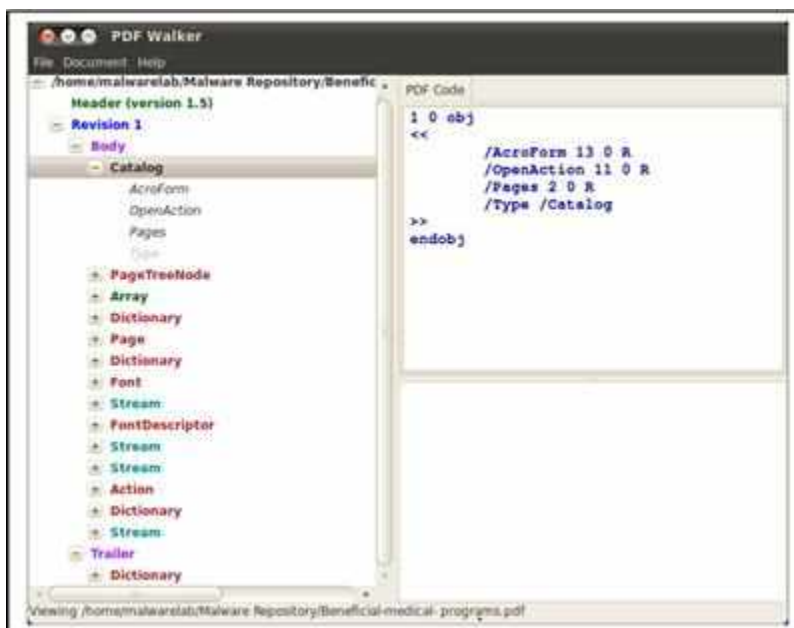 PDF Walker
File Document Help
/home/malwarelab/Malware Repository/Benefic
Header (version 1.5)
Revision 1
Body
Catalog
AcroForm
OpenAction
Pages
Type
PageTreeNode
Array
Dictionary
Page
Dictionary
Font
Stream
FontDescriptor
Stream
Stream
Action
Dictionary
Stream
Trailer
Dictionary
PDF Code
1 0 obj
<<
/AcroForm 13 0 R
/OpenAction 11 0 R
/Pages 2 0 R
/Type /Catalog
>>
endobj
Viewing /home/malwarelab/Malware Repository/Beneficial-medical- programs.pdf